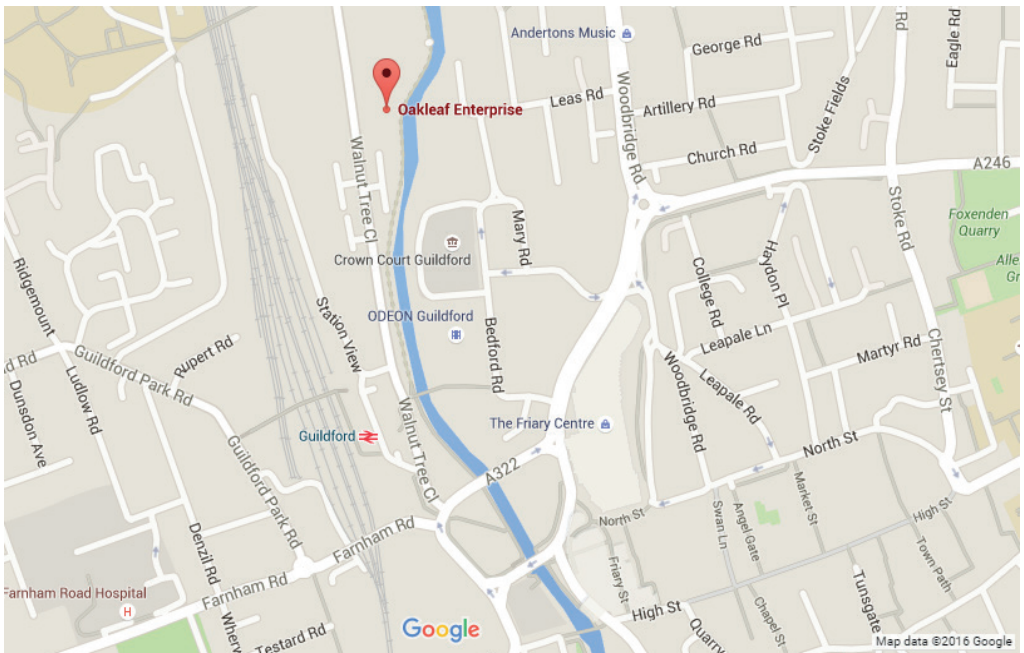 Andertons Music
George Rd
Eagle Rd
Stoke Rd
Oakleaf Enterprise
Leas Rd
Woodbridge Rd
Artillery Rd
Stoke Fields
Church Rd
A246
Walnut Tree Cl
Mary Rd
Stoke Rd
Foxenden
Quarry
Crown Court Guildford
Haydon Pl
College Rd
Ridgemount
Station View
ODEON Guildford
Bedford Rd
Leapale Ln
Rupert Rd
Martyr Rd
Guildford Park Rd
Chertsey St
Dunsdon Ave
Ludlow Rd
Woodbridge Rd
Leapale Rd
Walnut Tree Cl
The Friary Centre
Guildford
North St
Guildford Park Rd
A322
Market St
High St
North St
Swan Ln
Angel Gate
Denzil Rd
Farnham Rd
Town Path
Friary St
Farnham Road Hospital
H
Farnham Rd
High St
Chapel St
Tunsgate
Testard Rd
Quarry
Google
Map data ©2016 Google